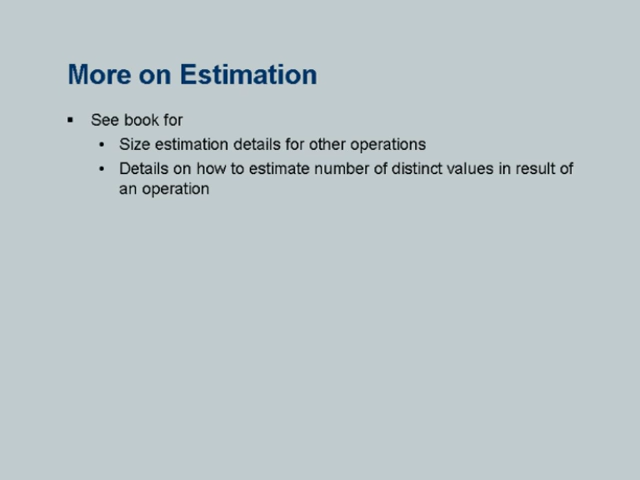 More on Estimation
▪ See book for
• Size estimation details for other operations
• Details on how to estimate number of distinct values in result of
an operation